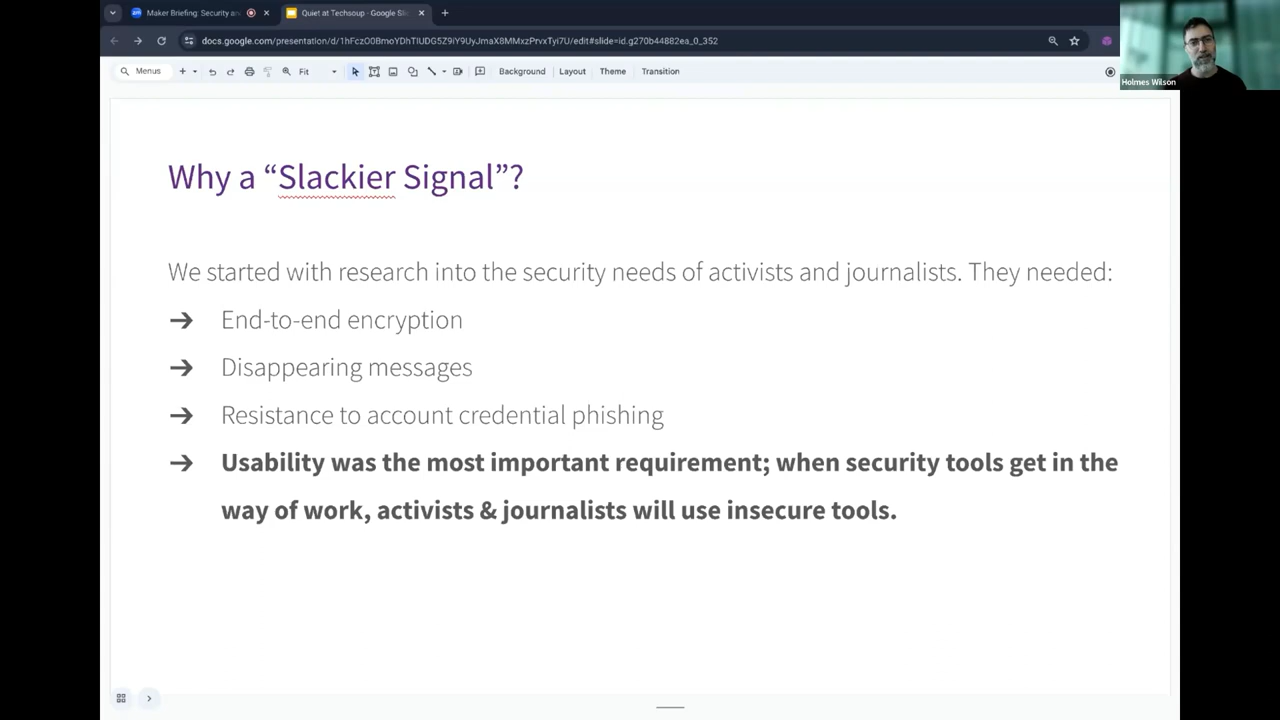 Maker Briefing: Security an
Quiet at Techsoup - Google Sli
docs.google.com/presentation/d/1hFczO0BmoYDhTIUDG5Z9iY9UyJmaX8MMxzPrvxTyi7U/edit#slide=id.g270b44882ea_0_352
Menus
Fit
Background
Layout
Theme
Transition
Holmes Wilson
Why a “Slackier Signal”?
We started with research into the security needs of activists and journalists. They needed:
➔ End-to-end encryption
➔ Disappearing messages
➔ Resistance to account credential phishing
➔ Usability was the most important requirement; when security tools get in the
way of work, activists & journalists will use insecure tools.